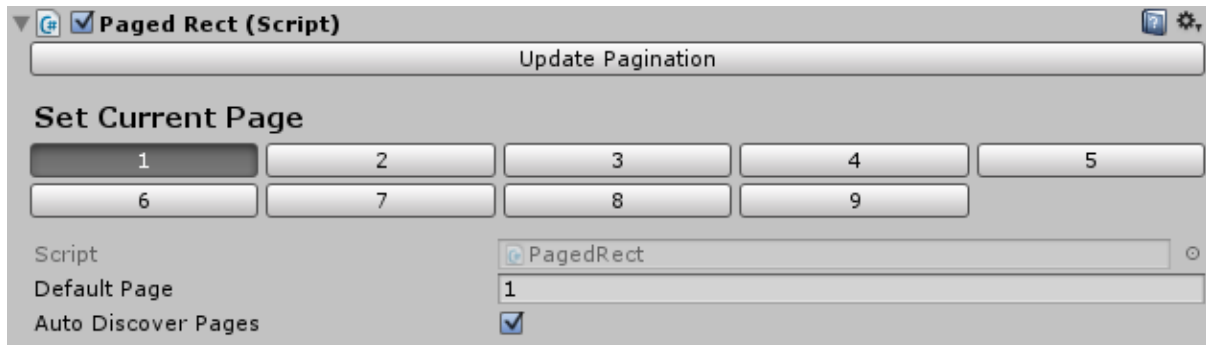 Paged Rect (Script)
Update Pagination
Set Current Page
1 2 3 4 5
6 7 8 9
Script PagedRect
Default Page 1
Auto Discover Pages